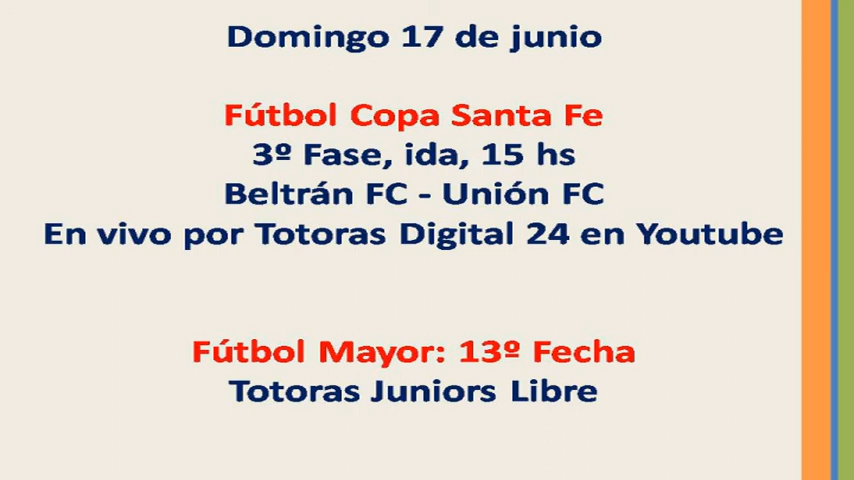 Domingo 17 de junio
Fútbol Copa Santa Fe
3º Fase, ida, 15 hs
Beltrán FC - Unión FC
En vivo por Totoras Digital 24 en Youtube
Fútbol Mayor: 13º Fecha
Totoras Juniors Libre